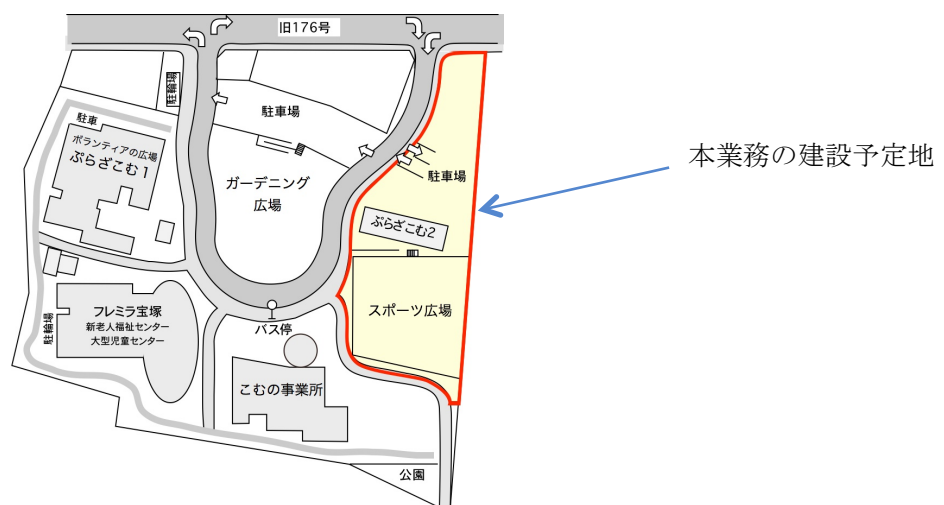 旧176号
駐輪場
駐車場
駐車
ボランティアの広場
ぷらざこむ1
ガーデニング
広場
駐車場
本業務の建設予定地
ぷらざこむ2
スポーツ広場
フレミラ宝塚
新老人福祉センター
大型児童センター
駐輪場
バス停
こむの事業所
公園